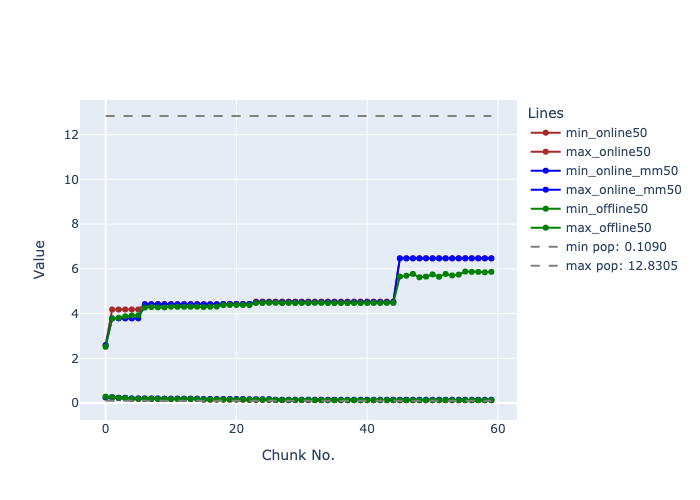 Lines
min_online50
max_online50
min_online_mm50
max_online_mm50
min_offline50
max_offline50
min pop: 0.1090
max pop: 12.8305
Value
12
10
8
6
4
2
0
0
20
40
60
Chunk No.